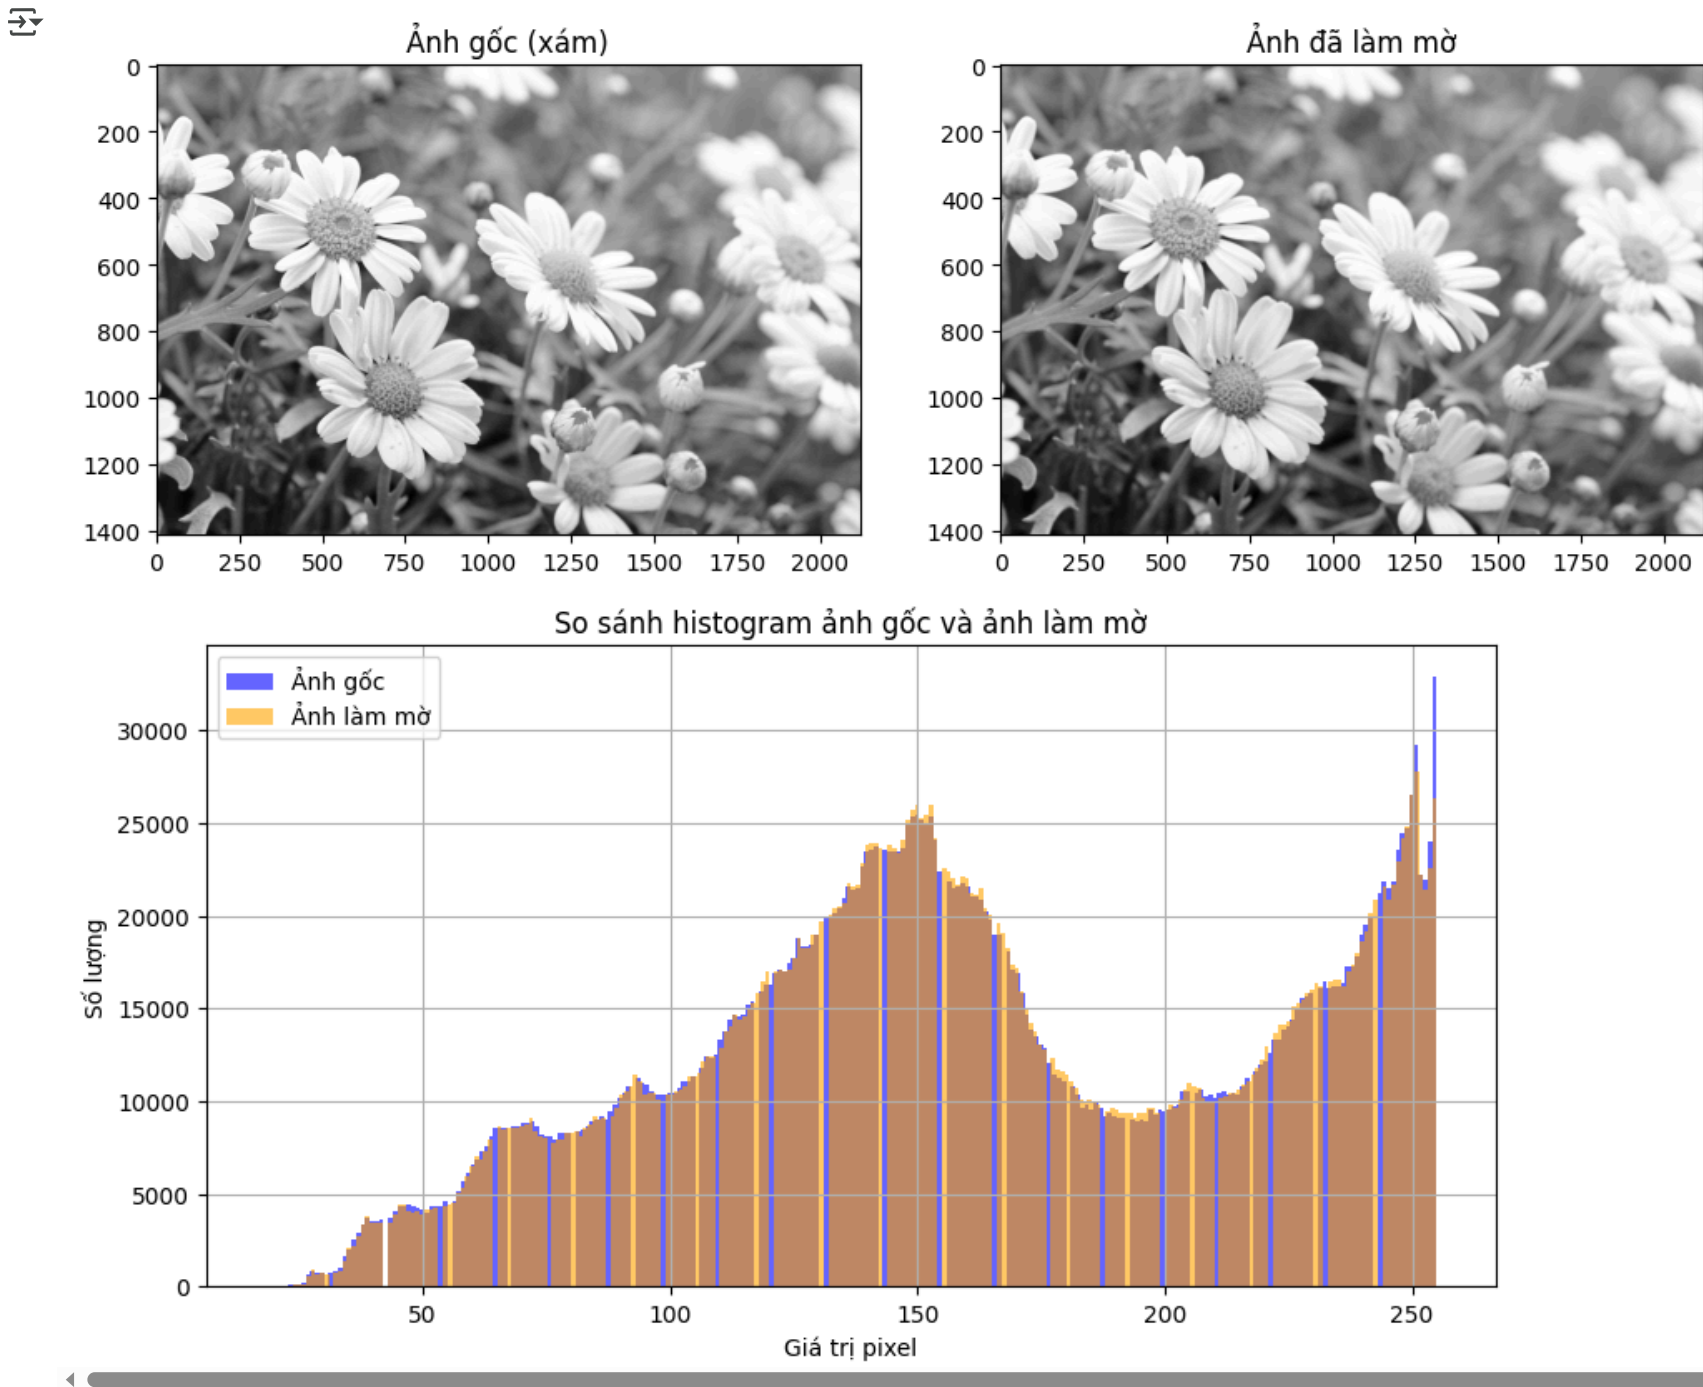 Ảnh gốc (xám)
0
200
400
600
800
1000
1200
1400
0 250 500 750 1000 1250 1500 1750 2000
Ảnh đã làm mờ
0
200
400
600
800
1000
1200
1400
0 250 500 750 1000 1250 1500 1750 2000
So sánh histogram ảnh gốc và ảnh làm mờ
Ảnh gốc
Ảnh làm mờ
Số lượng
30000
25000
20000
15000
10000
5000
0
50 100 150 200 250
Giá trị pixel